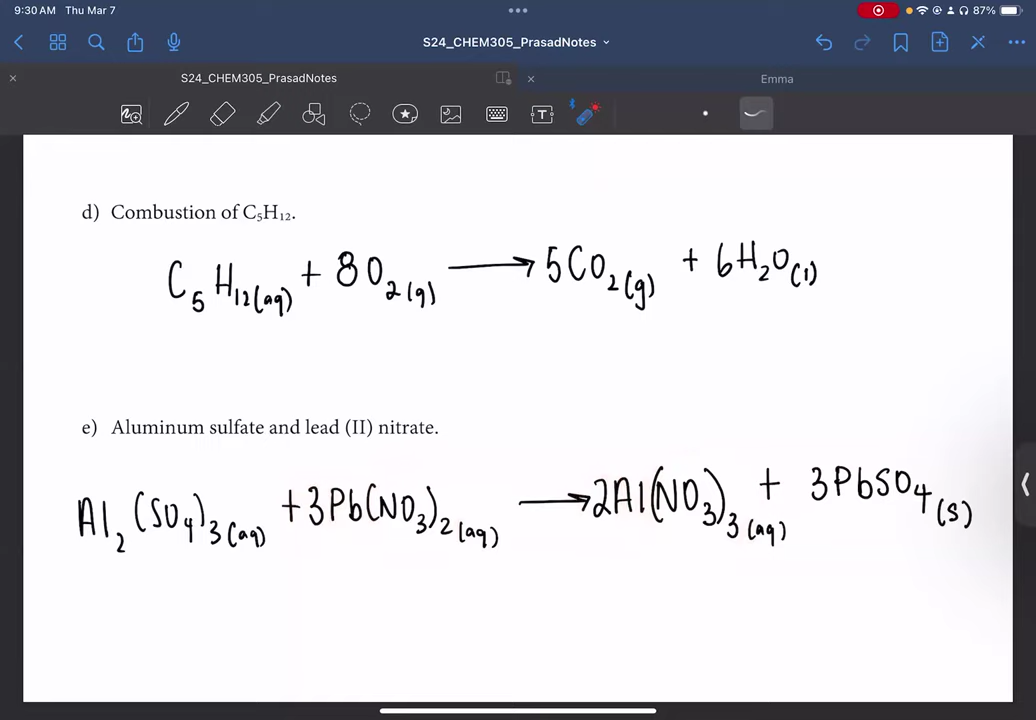 9:30 AM Thu Mar 7
87%
S24_CHEM305_PrasadNotes
S24_CHEM305_PrasadNotes
Emma
T
d) Combustion of C₅H₁₂.
C₅H₁₂(aq) + 8O₂(g) ⟶ 5CO₂(g) + 6H₂O(l)
e) Aluminum sulfate and lead (II) nitrate.
Al₂(SO₄)₃(aq) + 3Pb(NO₃)₂(aq) ⟶ 2Al(NO₃)₃(aq) + 3PbSO₄(s)